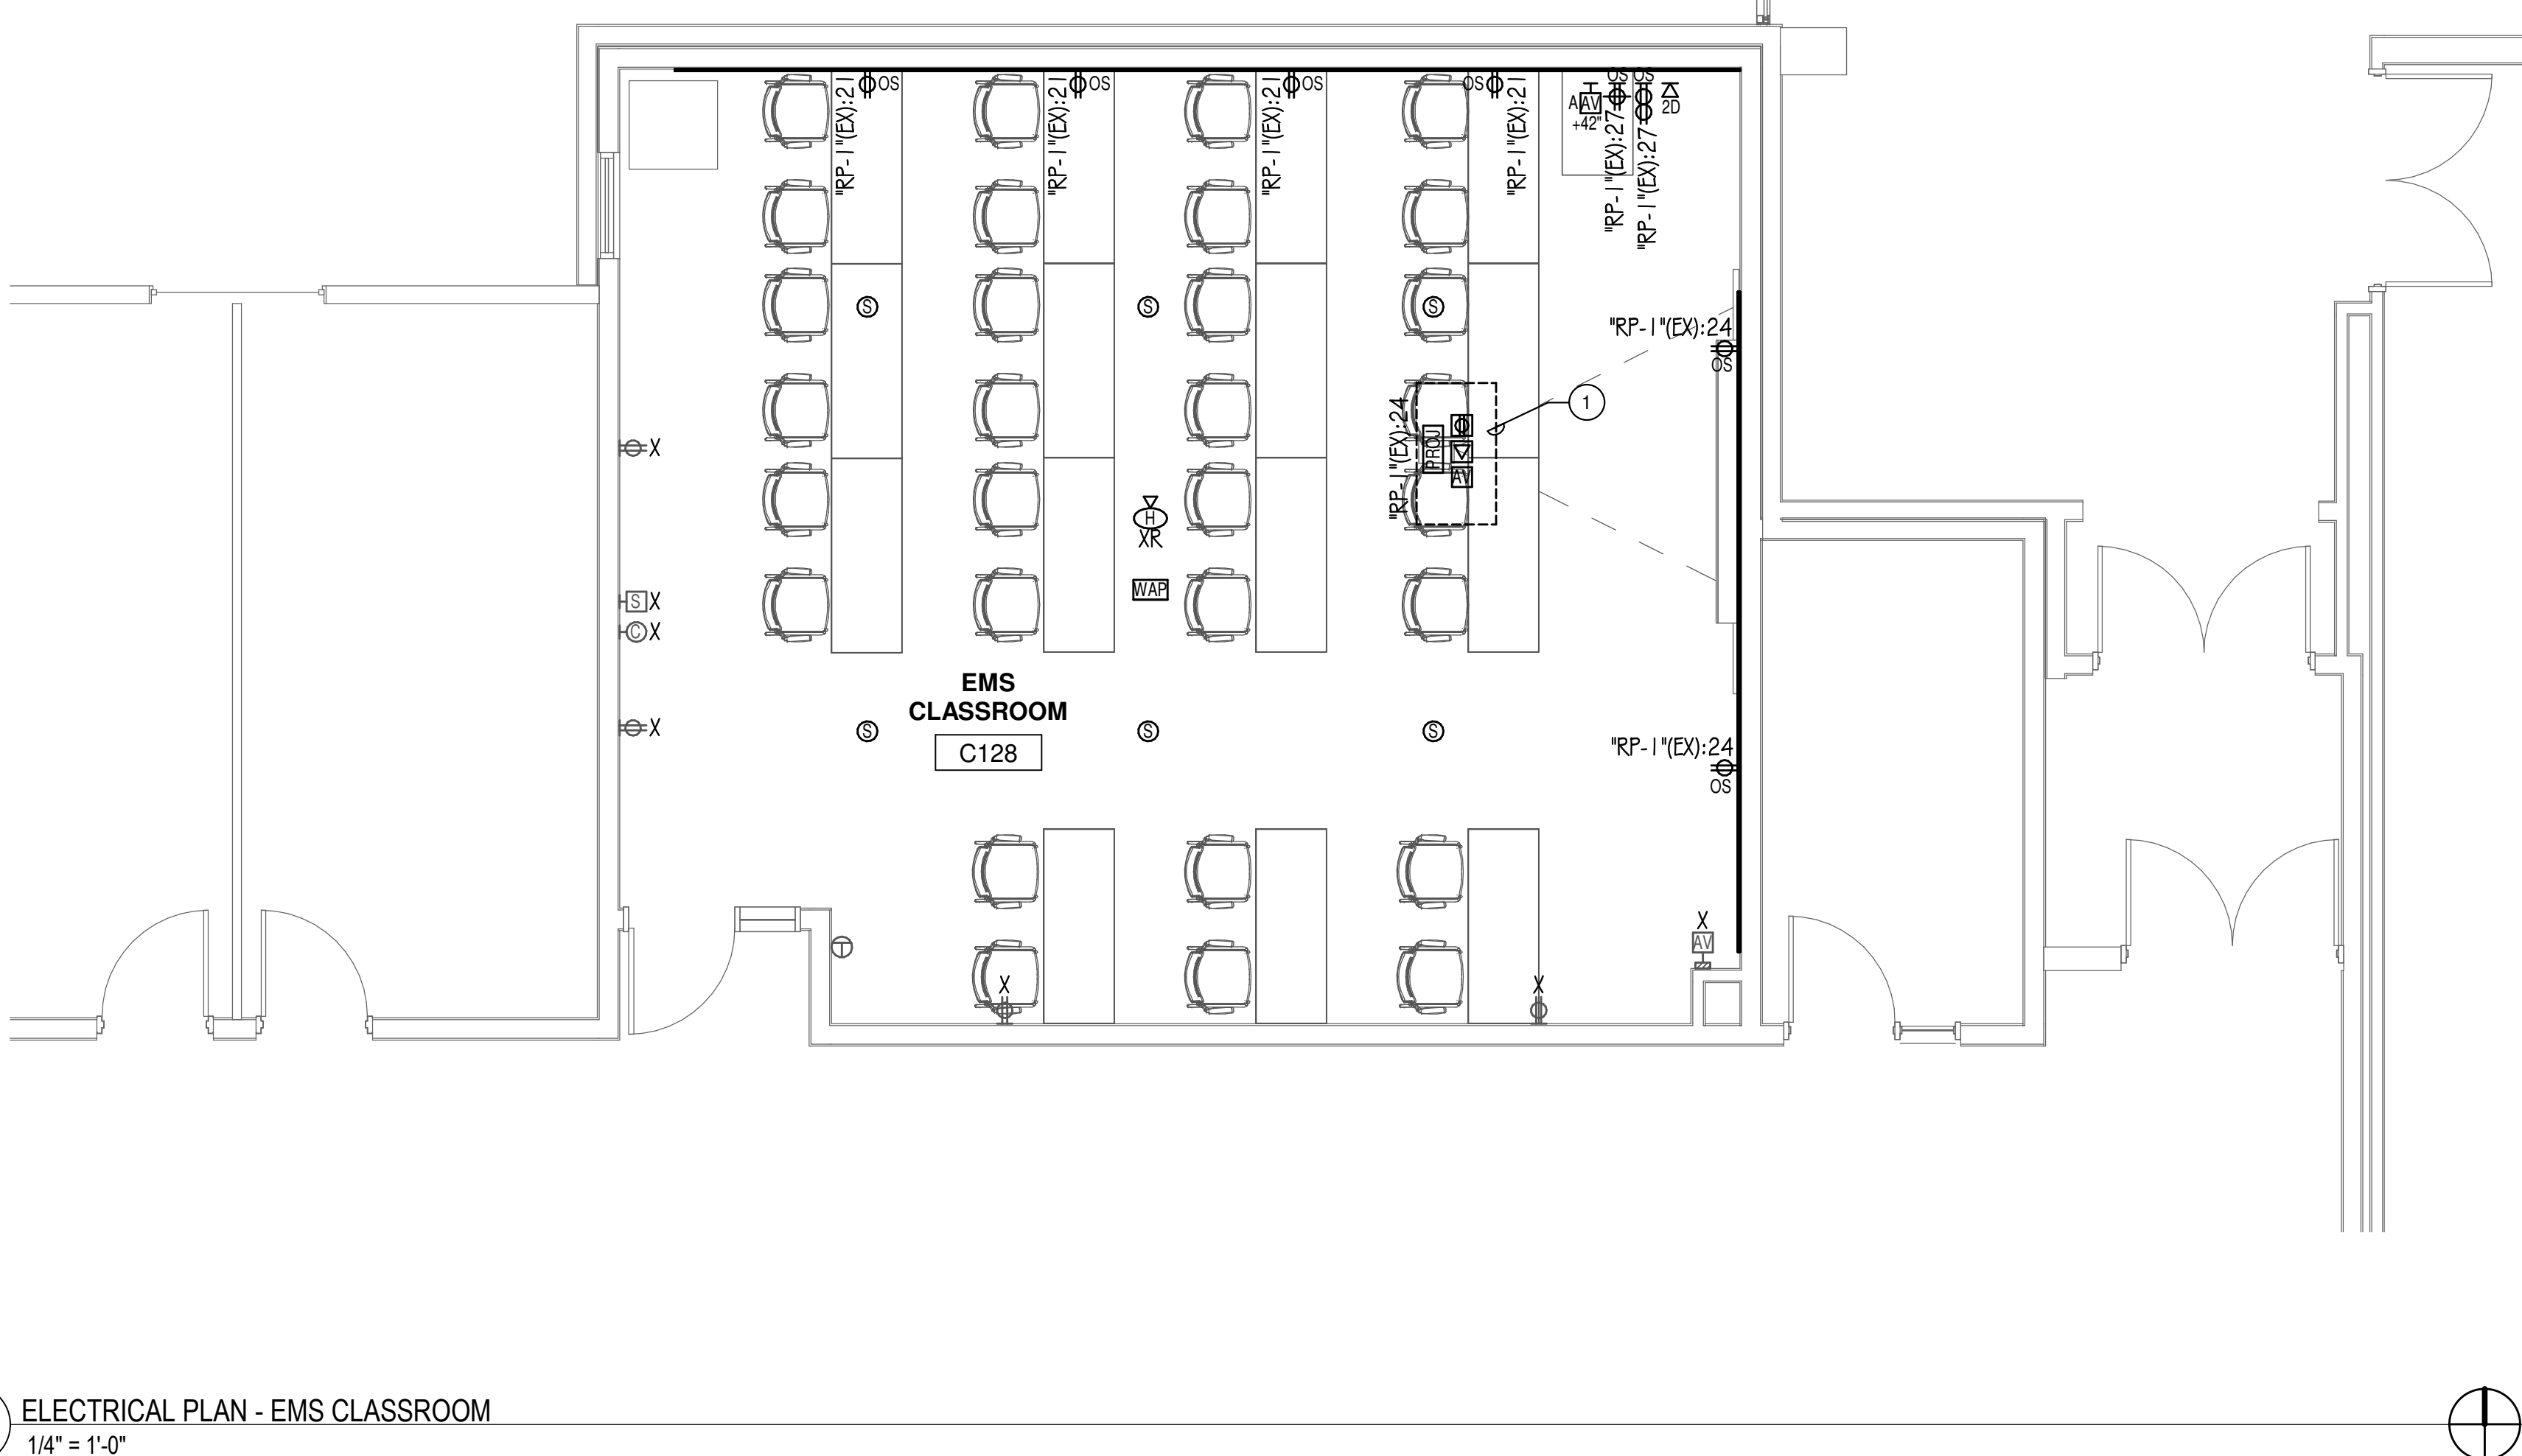 "RP-1"(EX):21
OS
"RP-1"(EX):21
OS
"RP-1"(EX):21
OS
OS
"RP-1"(EX):21
A AV
+42"
OS
OS
"RP-1"(EX):27
"RP-1"(EX):27
2D
S
S
S
"RP-1"(EX):24
OS
1
"RP-1"(EX):24
PROJ
AV
X
H
XR
WAP
S X
C X
EMS
CLASSROOM
C128
X
S
S
S
"RP-1"(EX):24
OS
T
X
AV
X
X
ELECTRICAL PLAN - EMS CLASSROOM
1/4" = 1'-0"